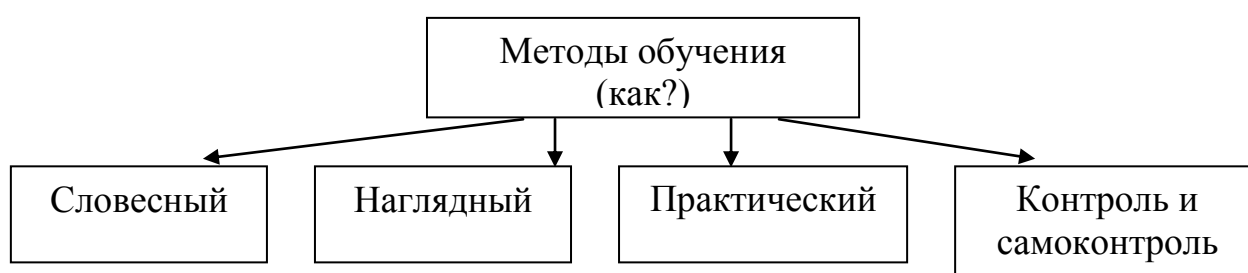 Методы обучения
(как?)
Словесный
Наглядный
Практический
Контроль и
самоконтроль